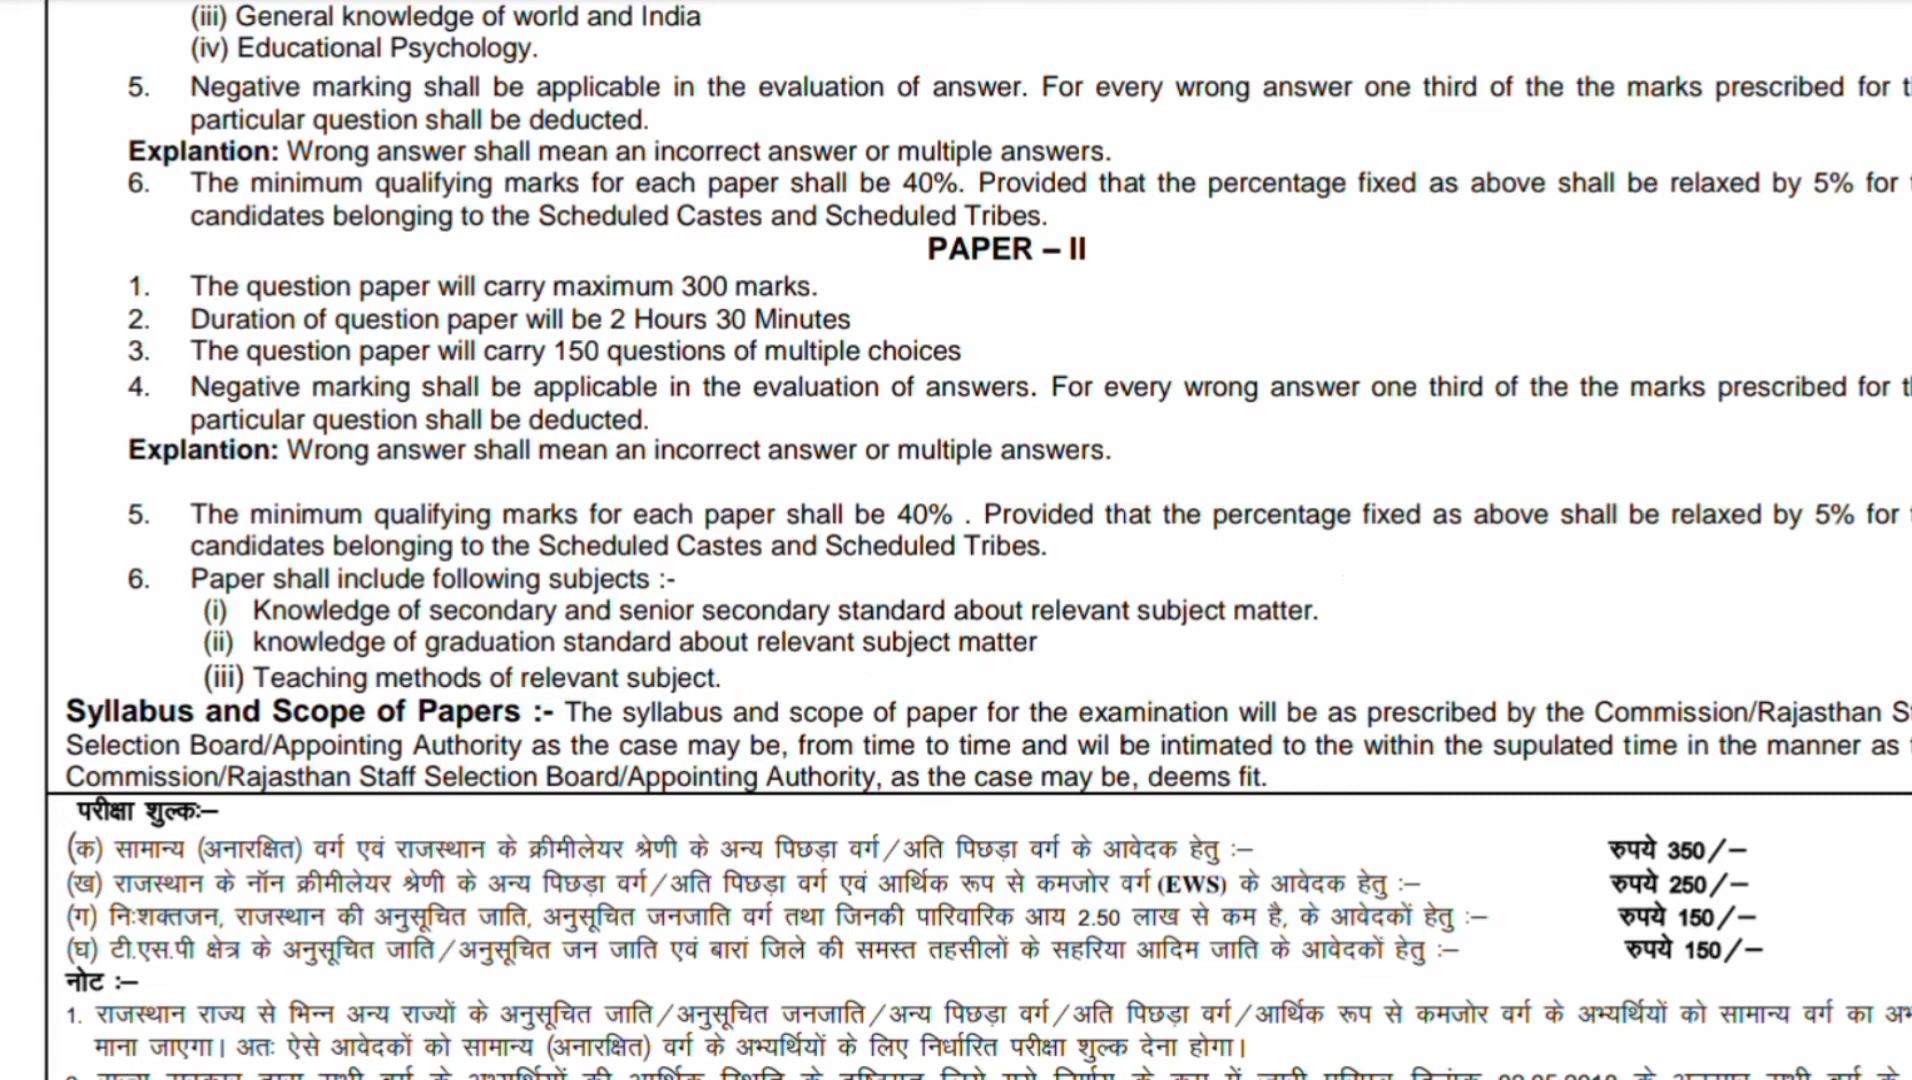 (iii) General knowledge of world and India
(iv) Educational Psychology.
5. Negative marking shall be applicable in the evaluation of answer. For every wrong answer one third of the the marks prescribed for
particular question shall be deducted.
Explantion: Wrong answer shall mean an incorrect answer or multiple answers.
6. The minimum qualifying marks for each paper shall be 40%. Provided that the percentage fixed as above shall be relaxed by 5% for
candidates belonging to the Scheduled Castes and Scheduled Tribes.
PAPER – II
1. The question paper will carry maximum 300 marks.
2. Duration of question paper will be 2 Hours 30 Minutes
3. The question paper will carry 150 questions of multiple choices
4. Negative marking shall be applicable in the evaluation of answers. For every wrong answer one third of the the marks prescribed for
particular question shall be deducted.
Explantion: Wrong answer shall mean an incorrect answer or multiple answers.
5. The minimum qualifying marks for each paper shall be 40% . Provided that the percentage fixed as above shall be relaxed by 5% for
candidates belonging to the Scheduled Castes and Scheduled Tribes.
6. Paper shall include following subjects :-
(i) Knowledge of secondary and senior secondary standard about relevant subject matter.
(ii) knowledge of graduation standard about relevant subject matter
(iii) Teaching methods of relevant subject.
Syllabus and Scope of Papers :- The syllabus and scope of paper for the examination will be as prescribed by the Commission/Rajasthan
Selection Board/Appointing Authority as the case may be, from time to time and wil be intimated to the within the supulated time in the manner as
Commission/Rajasthan Staff Selection Board/Appointing Authority, as the case may be, deems fit.
परीक्षा शुल्कः–
(क) सामान्य (अनारक्षित) वर्ग एवं राजस्थान के क्रीमीलेयर श्रेणी के अन्य पिछड़ा वर्ग/अति पिछड़ा वर्ग के आवेदक हेतु :– रुपये 350/–
(ख) राजस्थान के नॉन क्रीमीलेयर श्रेणी के अन्य पिछड़ा वर्ग/अति पिछड़ा वर्ग एवं आर्थिक रूप से कमजोर वर्ग (EWS) के आवेदक हेतु :– रुपये 250/–
(ग) निःशक्तजन, राजस्थान की अनुसूचित जाति, अनुसूचित जनजाति वर्ग तथा जिनकी पारिवारिक आय 2.50 लाख से कम है, के आवेदकों हेतु :– रुपये 150/–
(घ) टी.एस.पी क्षेत्र के अनुसूचित जाति/अनुसूचित जन जाति एवं बारां जिले की समस्त तहसीलों के सहरिया आदिम जाति के आवेदकों हेतु :– रुपये 150/–
नोट :–
1. राजस्थान राज्य से भिन्न अन्य राज्यों के अनुसूचित जाति/अनुसूचित जनजाति/अन्य पिछड़ा वर्ग/अति पिछड़ा वर्ग/आर्थिक रूप से कमजोर वर्ग के अभ्यर्थियों को सामान्य वर्ग का
माना जाएगा। अतः ऐसे आवेदकों को सामान्य (अनारक्षित) वर्ग के अभ्यर्थियों के लिए निर्धारित परीक्षा शुल्क देना होगा।